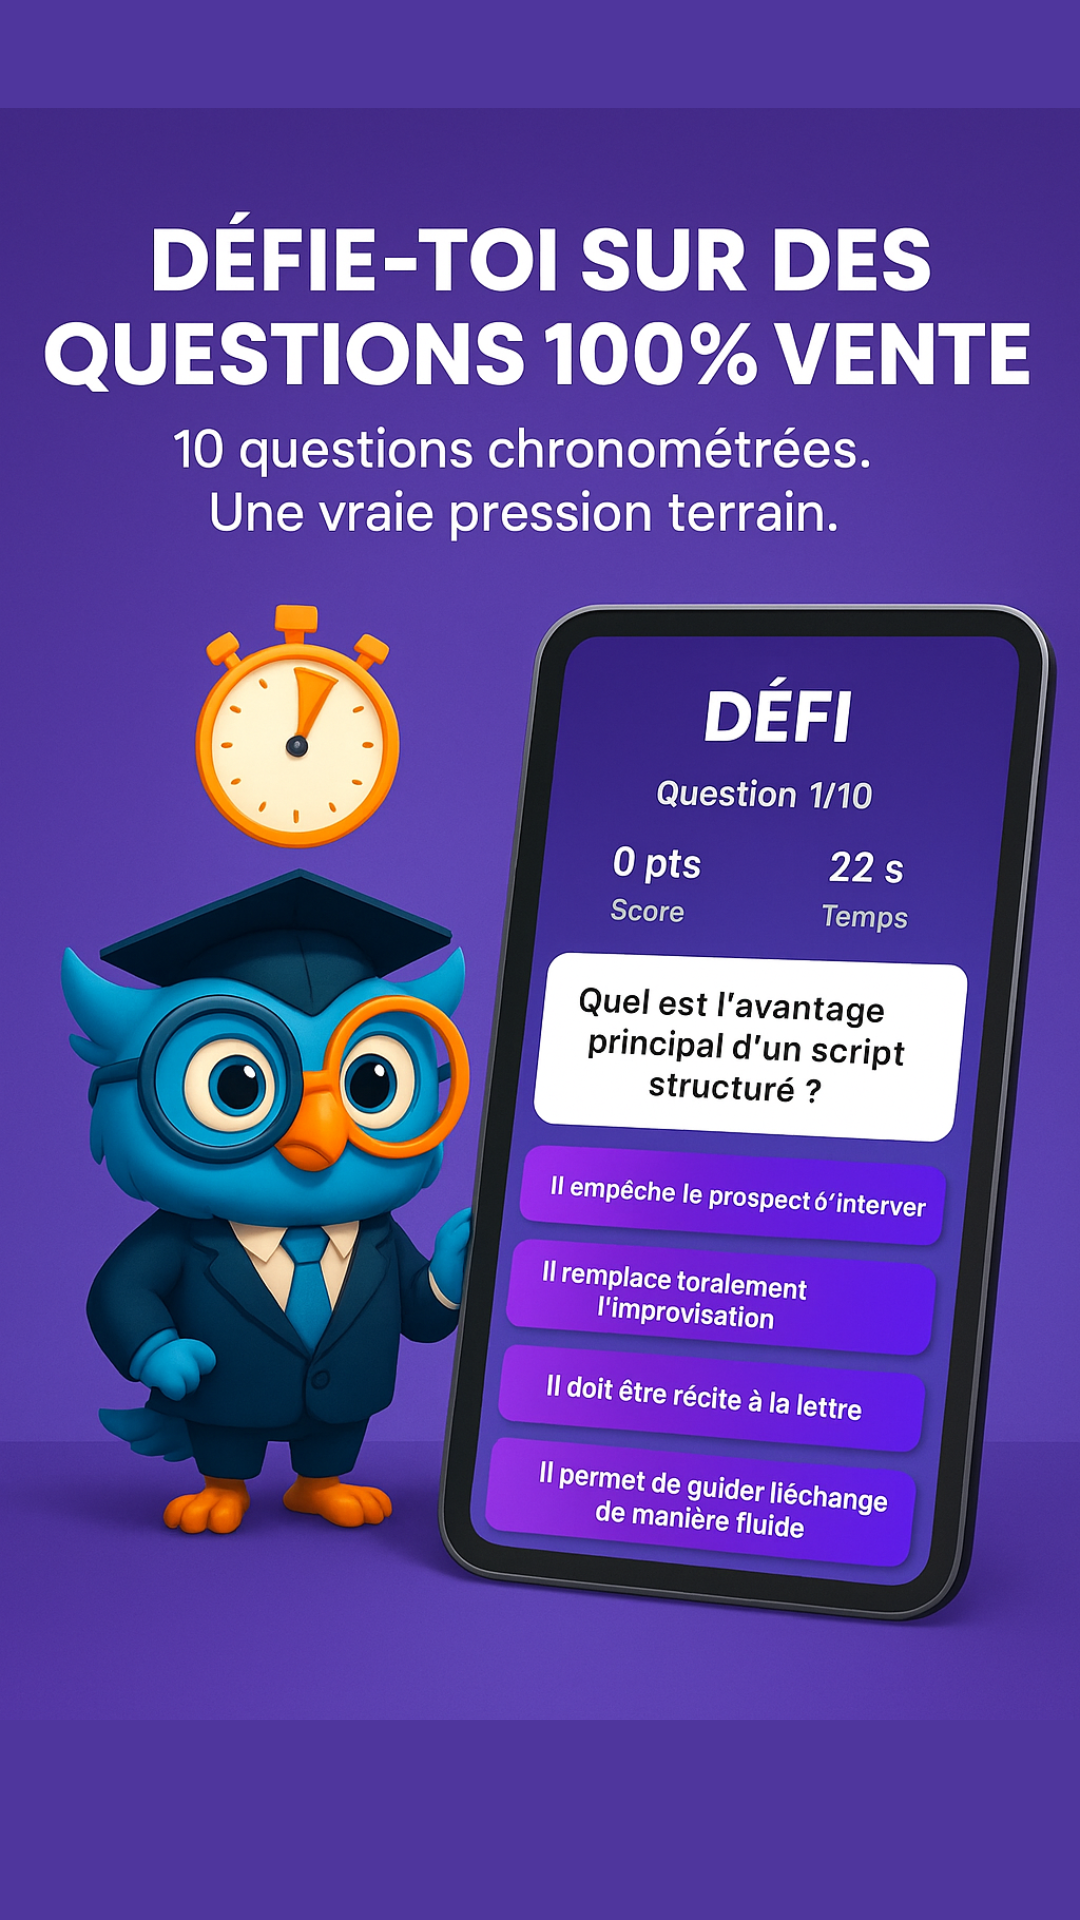 DÉFIE-TOI SUR DES
QUESTIONS 100% VENTE
10 questions chronométrées.
Une vraie pression terrain.
DÉFI
Question 1/10
0 pts
22 s
Score
Temps
Quel est l'avantage
principal d'un script
structuré ?
Il empêche le prospect ó'interver
Il remplace toralement
l'improvisation
Il doit être récite à la lettre
Il permet de guider liéchange
de manière fluide